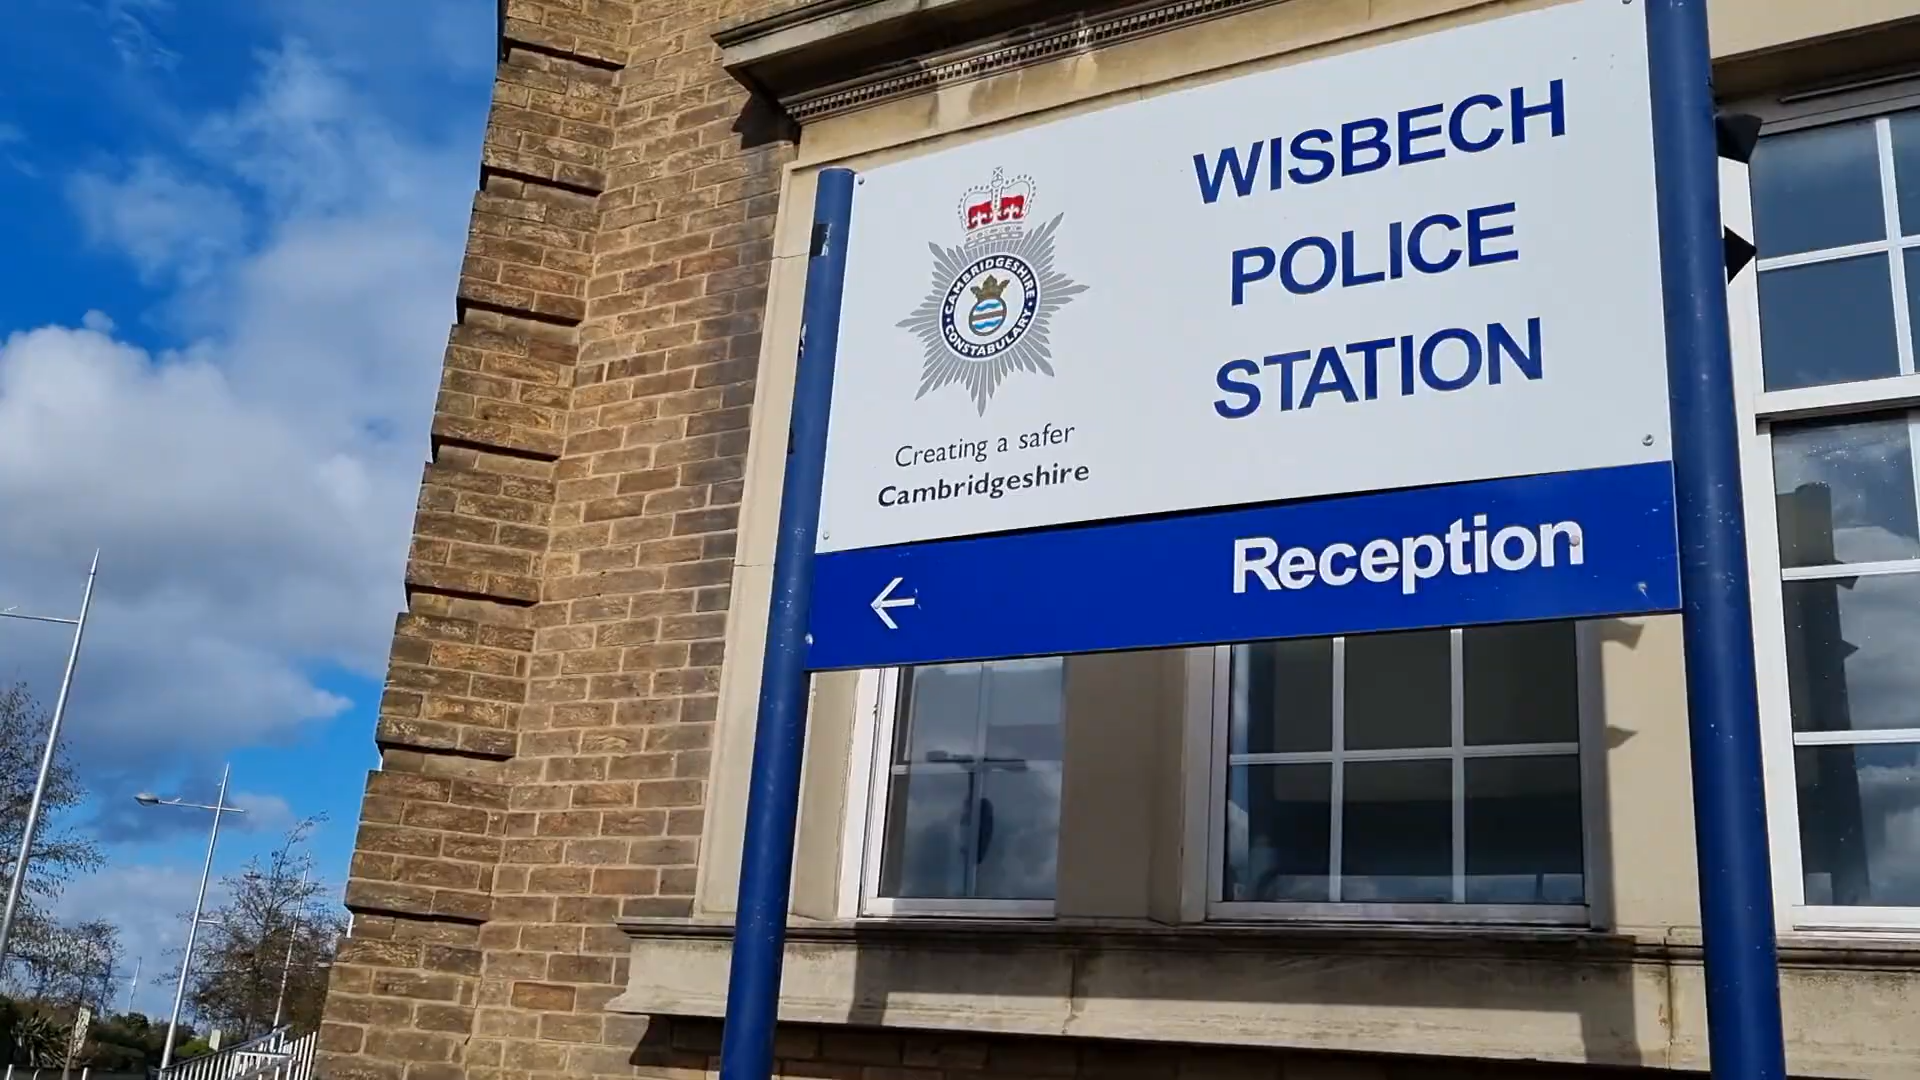 WISBECH
POLICE
STATION
CAMBRIDGESHIRE
CONSTABULARY
Creating a safer
Cambridgeshire
Reception